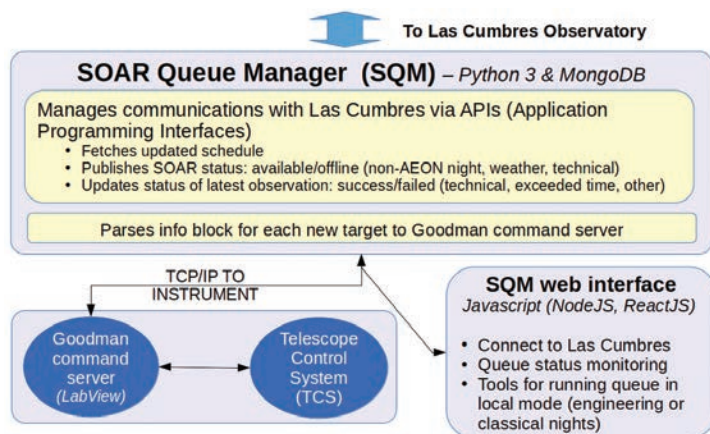 To Las Cumbres Observatory
SOAR Queue Manager (SQM) – Python 3 & MongoDB
Manages communications with Las Cumbres via APIs (Application
Programming Interfaces)
• Fetches updated schedule
• Publishes SOAR status: available/offline (non-AEON night, weather, technical)
• Updates status of latest observation: success/failed (technical, exceeded time, other)
Parses info block for each new target to Goodman command server
TCP/IP TO
INSTRUMENT
Goodman
command
server
(LabView)
Telescope
Control
System
(TCS)
SQM web interface
Javascript (NodeJS, ReactJS)
• Connect to Las Cumbres
• Queue status monitoring
• Tools for running queue in
local mode (engineering or
classical nights)